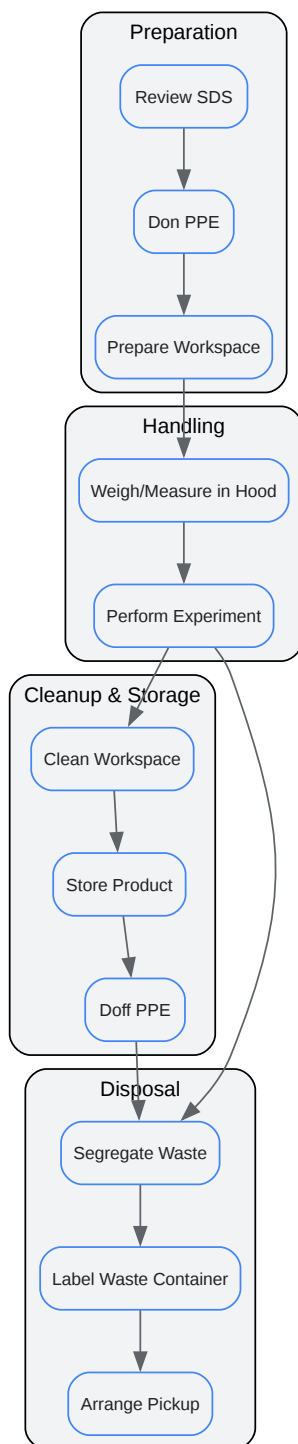 Preparation
Review SDS
Don PPE
Prepare Workspace
Handling
Weigh/Measure in Hood
Perform Experiment
Cleanup & Storage
Clean Workspace
Store Product
Doff PPE
Disposal
Segregate Waste
Label Waste Container
Arrange Pickup